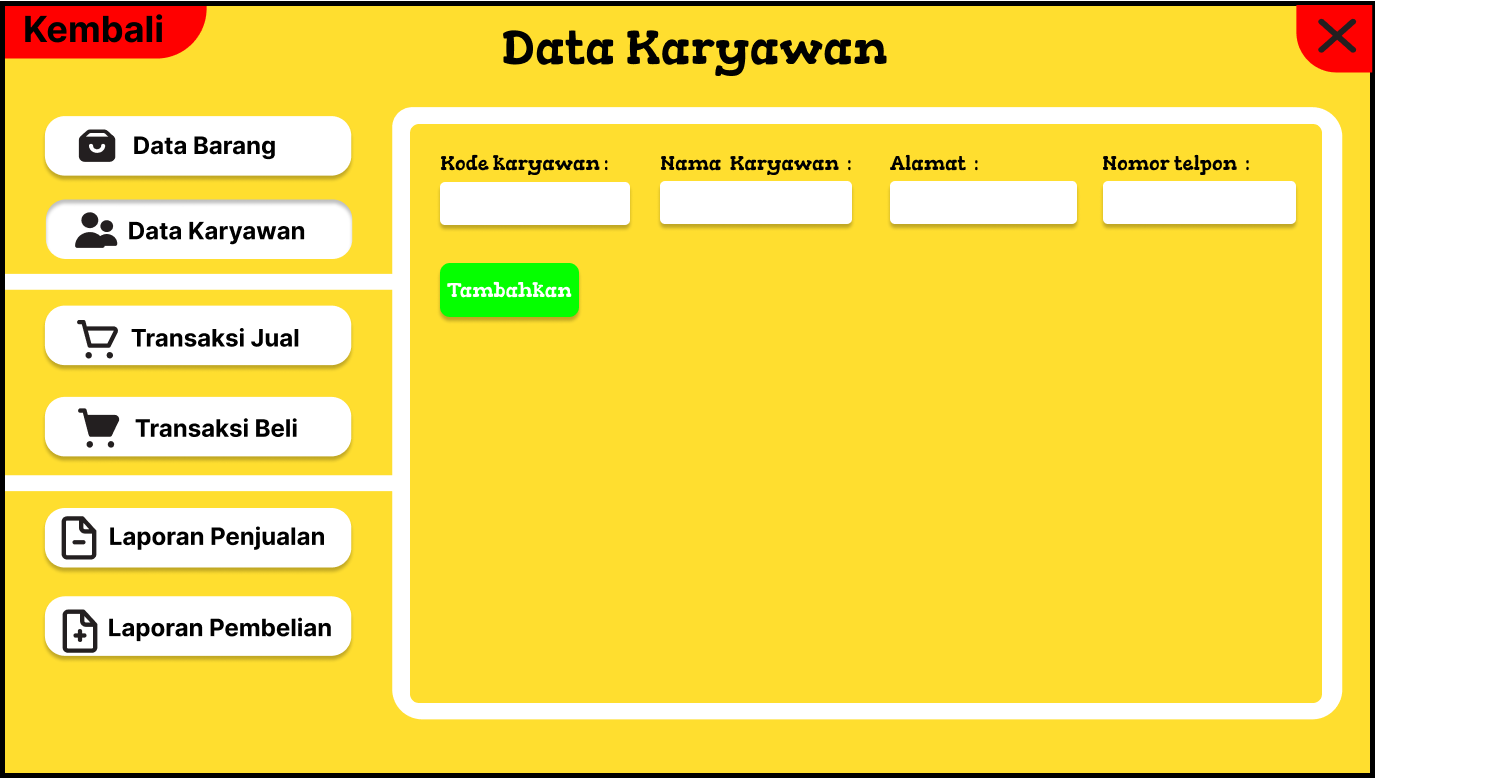 Kembali
Data Karyawan
Data Barang
Data Karyawan
Transaksi Jual
Transaksi Beli
Laporan Penjualan
Laporan Pembelian
Kode karyawan :
Nama Karyawan :
Alamat :
Nomor telpon :
Tambahkan